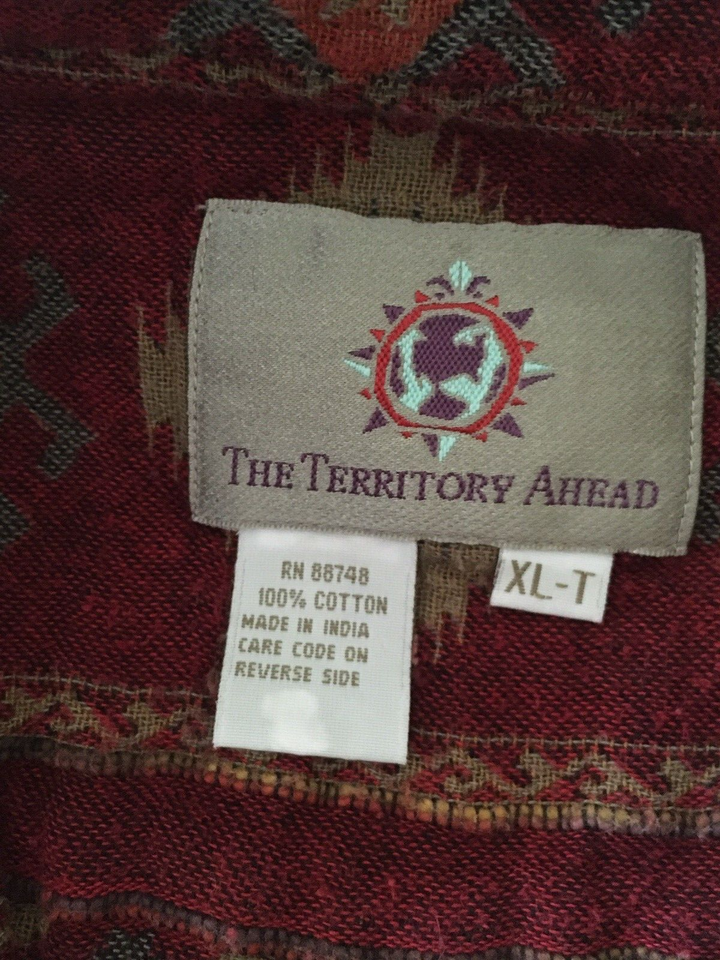 THE TERRITORY AHEAD
XL-T
RN 88748
100% COTTON
MADE IN INDIA
CARE CODE ON
REVERSE SIDE